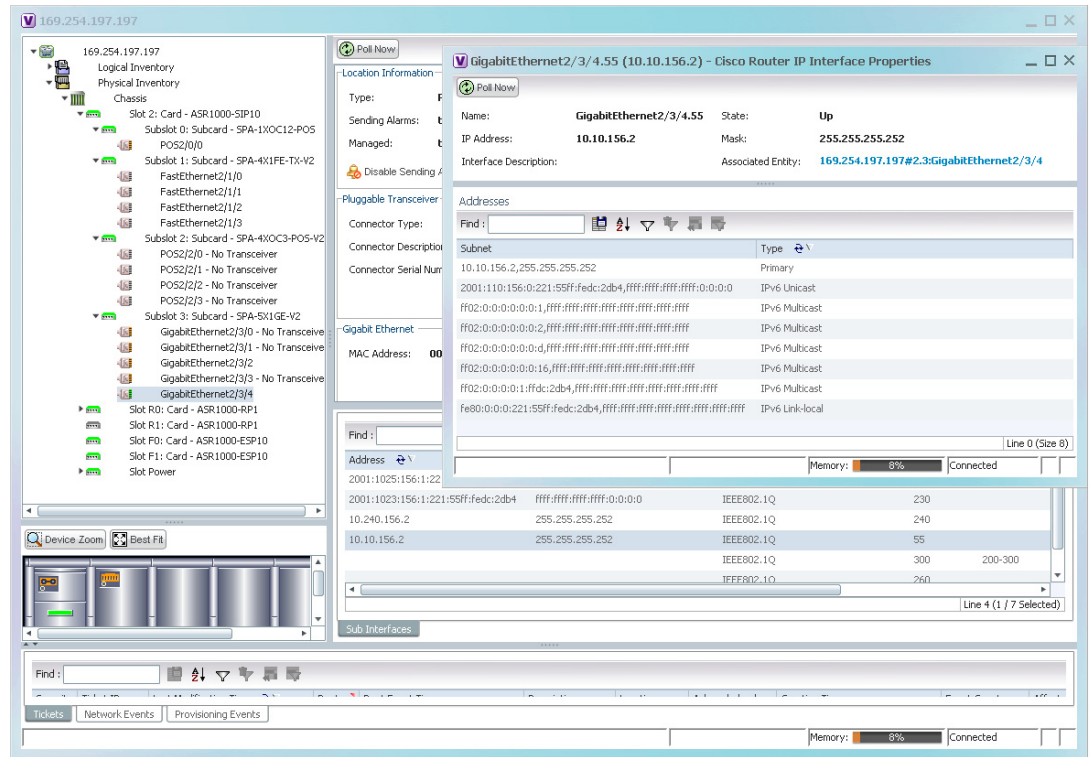 169.254.197.197
169.254.197.197
Logical Inventory
Physical Inventory
Chassis
Slot 2: Card - ASR1000-SIP10
Subslot 0: Subcard - SPA-1XOC12-POS
POS2/0/0
Subslot 1: Subcard - SPA-4X1FE-TX-V2
FastEthernet2/1/0
FastEthernet2/1/1
FastEthernet2/1/2
FastEthernet2/1/3
Subslot 2: Subcard - SPA-4XOC3-POS-V2
POS2/2/0 - No Transceiver
POS2/2/1 - No Transceiver
POS2/2/2 - No Transceiver
POS2/2/3 - No Transceiver
Subslot 3: Subcard - SPA-5X1GE-V2
GigabitEthernet2/3/0 - No Transceive
GigabitEthernet2/3/1 - No Transceive
GigabitEthernet2/3/2
GigabitEthernet2/3/3 - No Transceive
GigabitEthernet2/3/4
Slot R0: Card - ASR1000-RP1
Slot R1: Card - ASR1000-RP1
Slot F0: Card - ASR1000-ESP10
Slot F1: Card - ASR1000-ESP10
Slot Power
Device Zoom Best Fit
Poll Now
Location Information
Type:
Sending Alarms:
Managed:
Disable Sending A
Pluggable Transceiver
Connector Type:
Connector Description
Connector Serial Num
Gigabit Ethernet
MAC Address: 00
GigabitEthernet2/3/4.55 (10.10.156.2) - Cisco Router IP Interface Properties
Poll Now
Name: GigabitEthernet2/3/4.55 State: Up
IP Address: 10.10.156.2 Mask: 255.255.255.252
Interface Description: Associated Entity: 169.254.197.197#2.3:GigabitEthernet2/3/4
Addresses
Find :
Subnet Type
10.10.156.2,255.255.255.252 Primary
2001:110:156:0:221:55ff:fedc:2db4,ffff:ffff:ffff:ffff:0:0:0:0 IPv6 Unicast
ff02:0:0:0:0:0:0:1,ffff:ffff:ffff:ffff:ffff:ffff:ffff:ffff IPv6 Multicast
ff02:0:0:0:0:0:0:2,ffff:ffff:ffff:ffff:ffff:ffff:ffff:ffff IPv6 Multicast
ff02:0:0:0:0:0:0:d,ffff:ffff:ffff:ffff:ffff:ffff:ffff:ffff IPv6 Multicast
ff02:0:0:0:0:0:0:16,ffff:ffff:ffff:ffff:ffff:ffff:ffff:ffff IPv6 Multicast
ff02:0:0:0:0:1:ffdc:2db4,ffff:ffff:ffff:ffff:ffff:ffff:ffff:ffff IPv6 Multicast
fe80:0:0:0:221:55ff:fedc:2db4,ffff:ffff:ffff:ffff:ffff:ffff:ffff:ffff IPv6 Link-local
Line 0 (Size 8)
Memory: 8% Connected
Find :
Address
2001:1025:156:1:22
2001:1023:156:1:221:55ff:fedc:2db4 ffff:ffff:ffff:ffff:0:0:0:0 IEEE802.1Q 230
10.240.156.2 255.255.255.252 IEEE802.1Q 240
10.10.156.2 255.255.255.252 IEEE802.1Q 55
IEEE802.1Q 300 200-300
IEEE802.1Q 260
Line 4 (1 / 7 Selected)
Sub Interfaces
Find :
Tickets Network Events Provisioning Events
Memory: 8% Connected